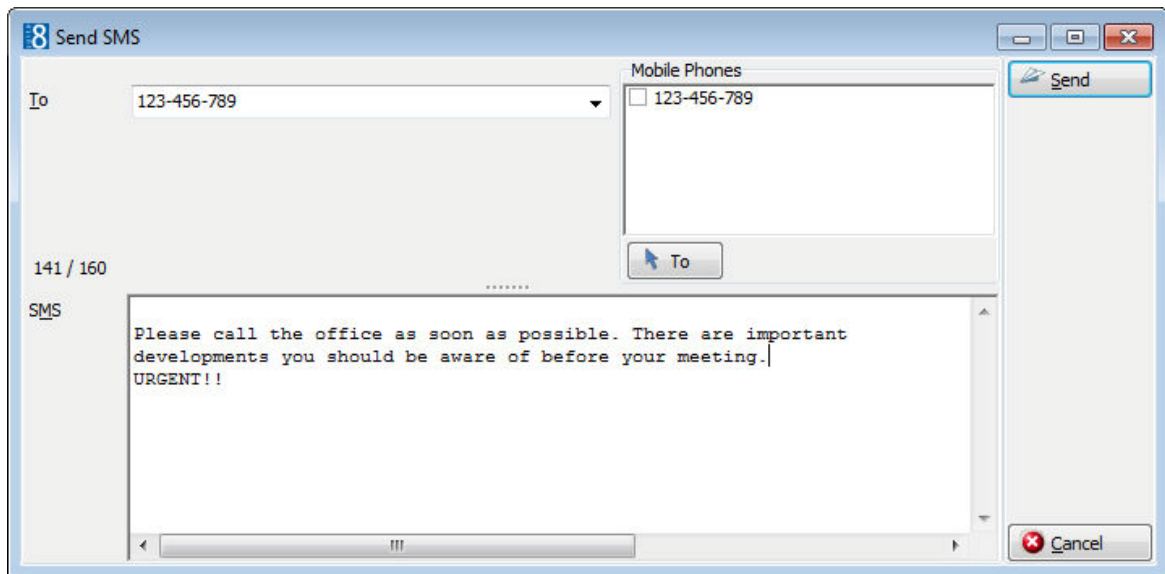 8 Send SMS
To
123-456-789
Mobile Phones
123-456-789
Send
To
141 / 160
SMS
Please call the office as soon as possible. There are important
developments you should be aware of before your meeting.
URGENT!!
Cancel